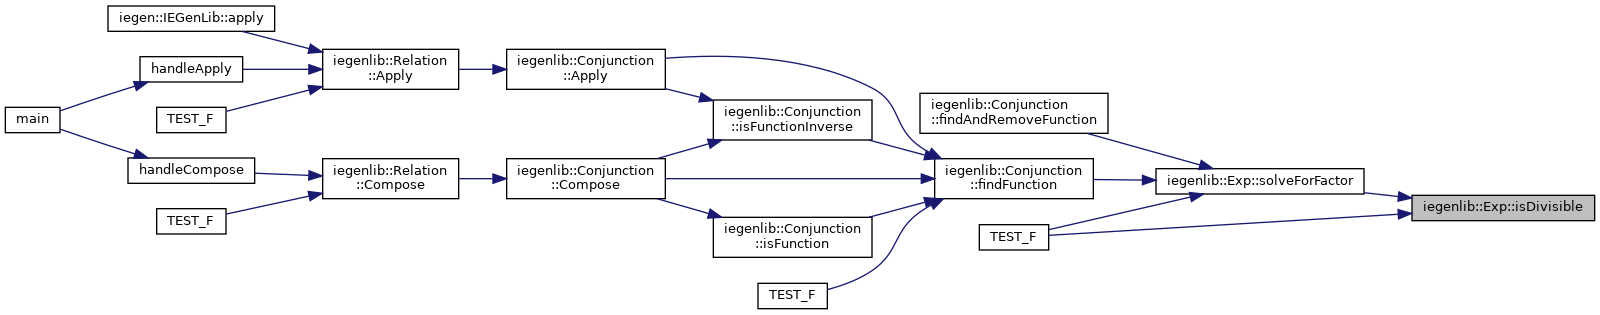 iegen::IEGenLib::apply
handleApply
TEST_F
main
handleCompose
TEST_F
iegenlib::Relation
::Apply
iegenlib::Relation
::Compose
iegenlib::Conjunction
::Apply
iegenlib::Conjunction
::Compose
iegenlib::Conjunction
::isFunctionInverse
iegenlib::Conjunction
::isFunction
TEST_F
iegenlib::Conjunction
::findAndRemoveFunction
iegenlib::Conjunction
::findFunction
TEST_F
iegenlib::Exp::solveForFactor
iegenlib::Exp::isDivisible